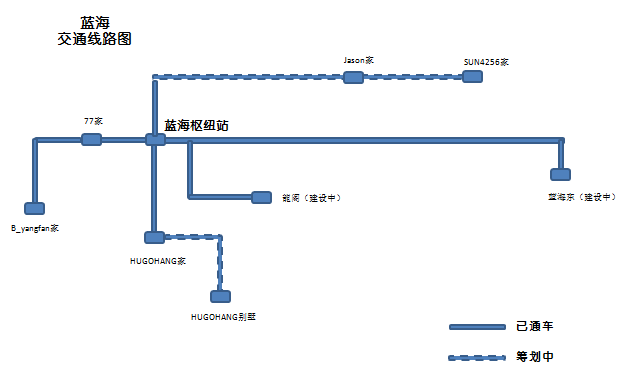 蓝海
交通线路图
Jason家
SUN4256家
77家
蓝海枢纽站
龍阁（建设中）
蓝海东（建设中）
B_yangfan家
HUGOHANG家
HUGOHANG别墅
已通车
筹划中